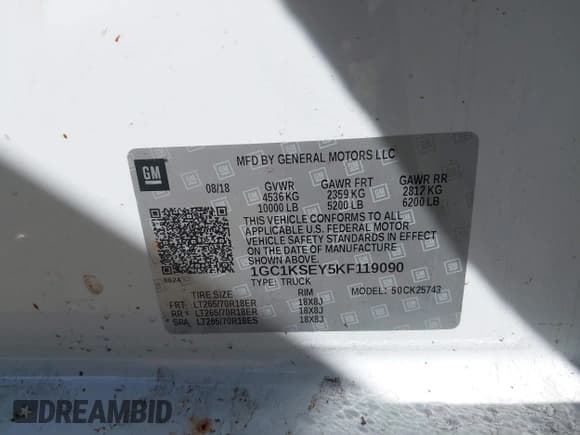 GM
MFD BY GENERAL MOTORS LLC
08/18 GVWR GAWR FRT GAWR RR
4536 KG 2359 KG 2812 KG
10000 LB 5200 LB 6200 LB
THIS VEHICLE CONFORMS TO ALL
APPLICABLE U.S. FEDERAL MOTOR
VEHICLE SAFETY STANDARDS IN EFFECT
ON THE DATE OF MANUFACTURE
SHOWN ABOVE.
1GC1KSEY5KF119090
TYPE: TRUCK MODEL: 50CK25743
TIRE SIZE RIM
FRT LT265/70R18ER 18X8J
RR LT265/70R18ER 18X8J
SPA LT265/70R18ES 18X8J
DREAMBID